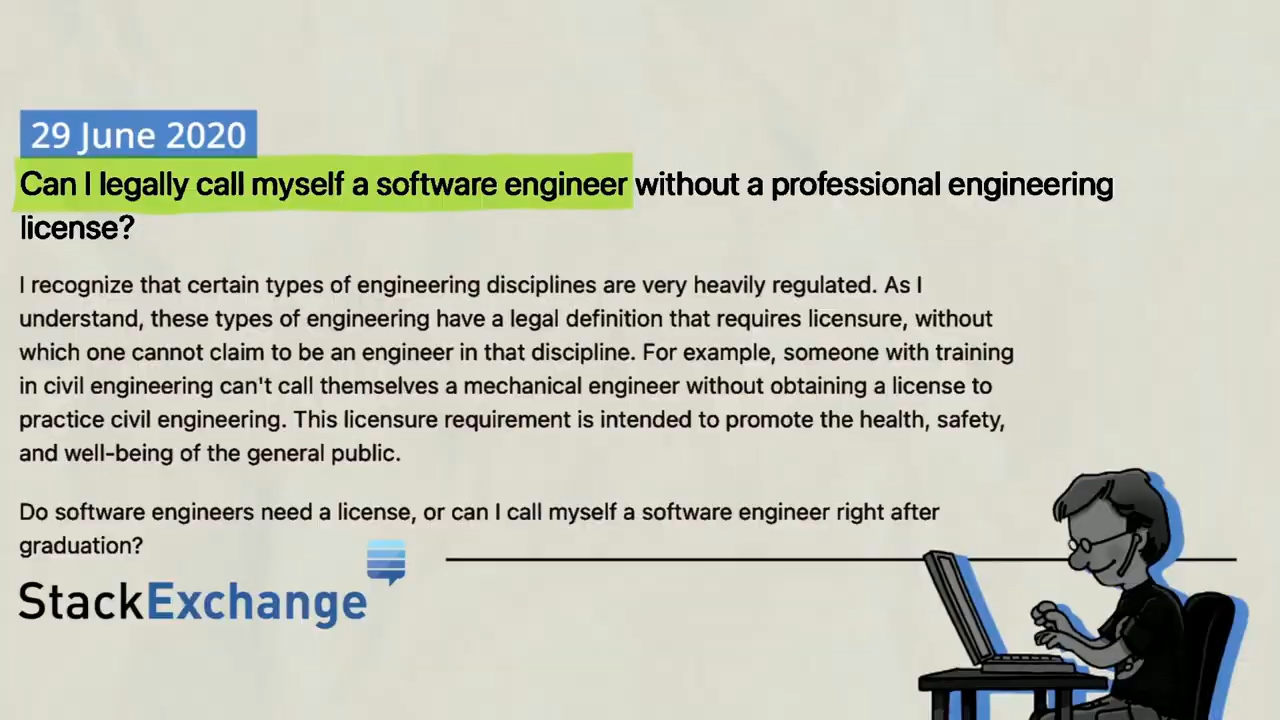 29 June 2020
Can I legally call myself a software engineer without a professional engineering
license?
I recognize that certain types of engineering disciplines are very heavily regulated. As I
understand, these types of engineering have a legal definition that requires licensure, without
which one cannot claim to be an engineer in that discipline. For example, someone with training
in civil engineering can't call themselves a mechanical engineer without obtaining a license to
practice civil engineering. This licensure requirement is intended to promote the health, safety,
and well-being of the general public.
Do software engineers need a license, or can I call myself a software engineer right after
graduation?
StackExchange